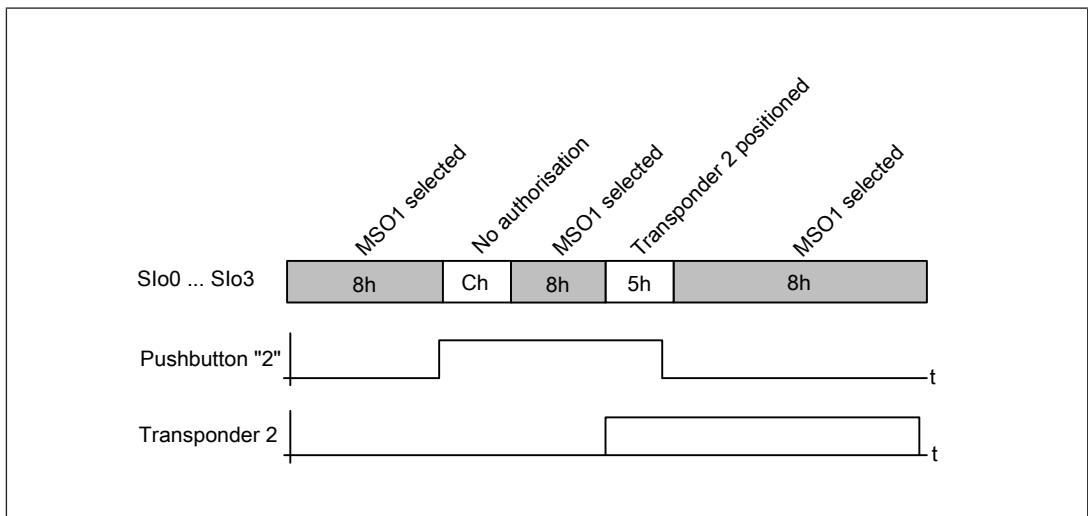 MSO1 selected
No authorisation
MSO1 selected
Transponder 2 positioned
MSO1 selected
SIo0 ... SIo3
8h
Ch
8h
5h
8h
Pushbutton "2"
t
Transponder 2
t